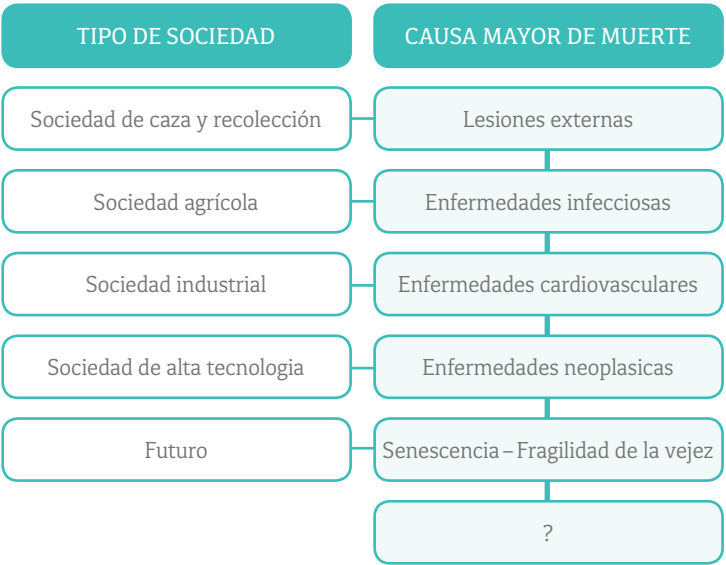 TIPO DE SOCIEDAD
CAUSA MAYOR DE MUERTE
Sociedad de caza y recolección
Lesiones externas
Sociedad agrícola
Enfermedades infecciosas
Sociedad industrial
Enfermedades cardiovasculares
Sociedad de alta tecnologia
Enfermedades neoplasicas
Futuro
Senescencia – Fragilidad de la vejez
?